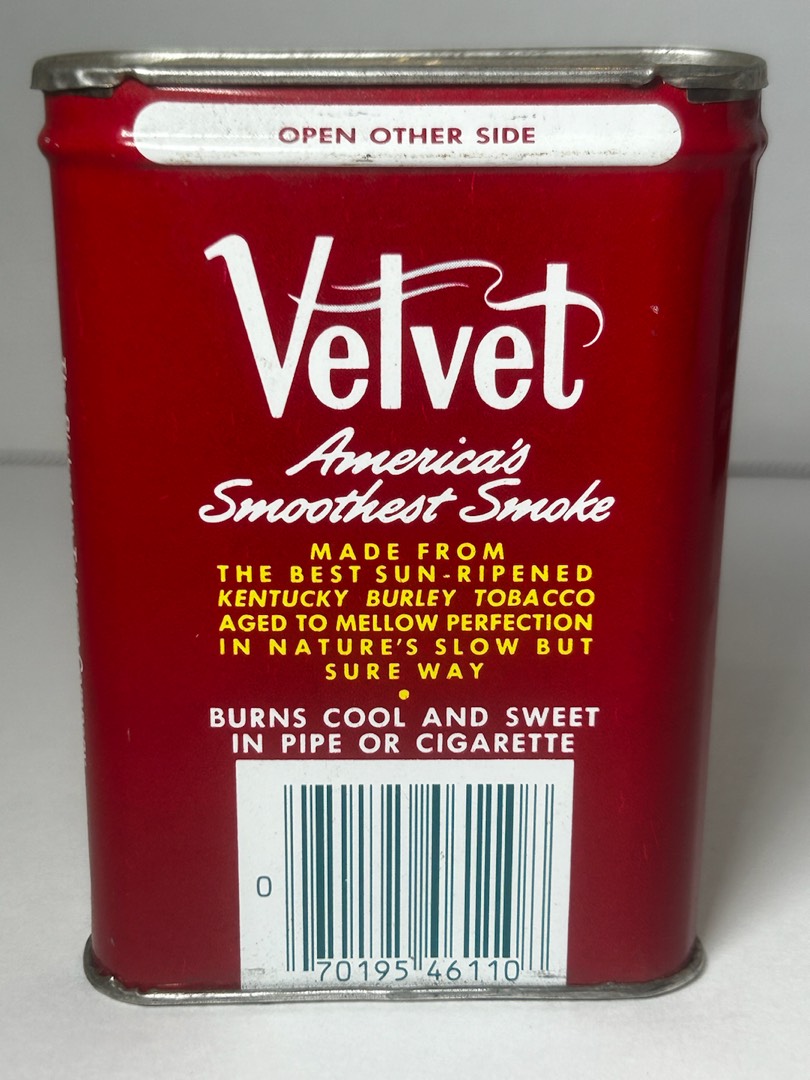 OPEN OTHER SIDE
Velvet
America's
Smoothest Smoke
MADE FROM
THE BEST SUN-RIPENED
KENTUCKY BURLEY TOBACCO
AGED TO MELLOW PERFECTION
IN NATURE'S SLOW BUT
SURE WAY
•
BURNS COOL AND SWEET
IN PIPE OR CIGARETTE
0
70195 46110